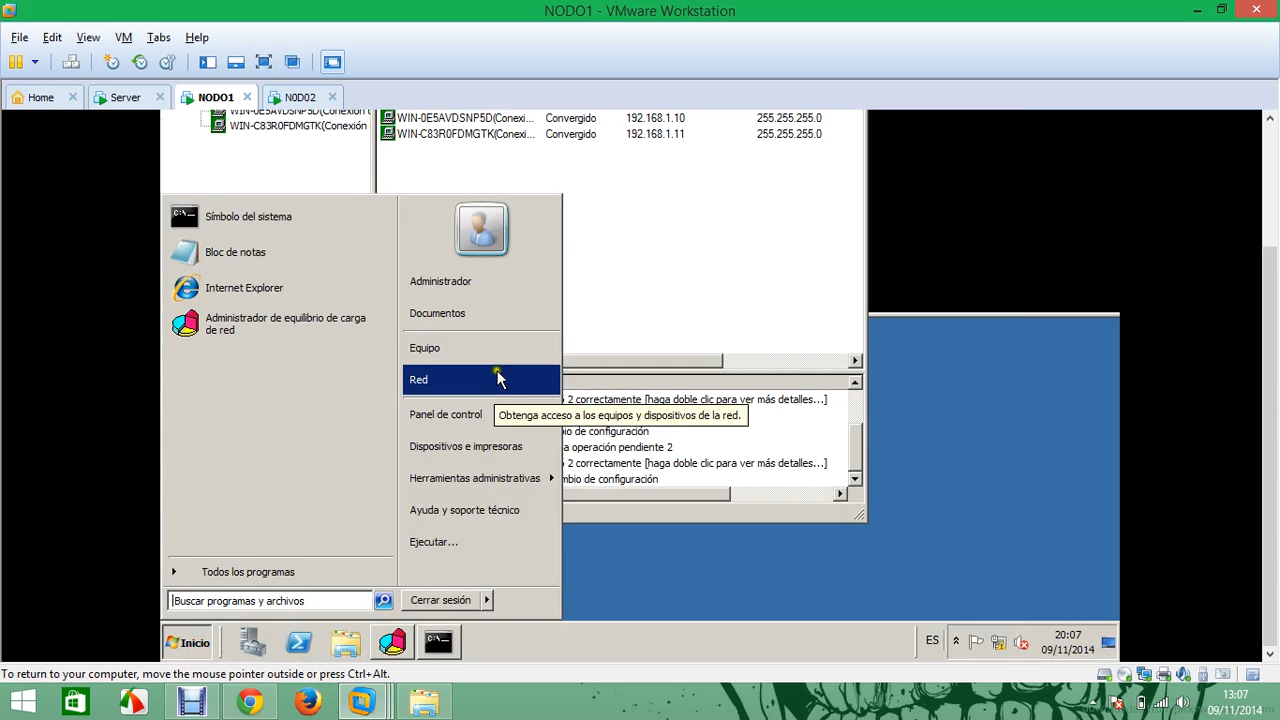 NODO1 - VMware Workstation
File Edit View VM Tabs Help
Home Server NODO1 N0D02
WIN-0E5AVDSNP5D(Conexión
WIN-C83R0FDMGTK(Conexión
WIN-0E5AVDSNP5D(Conexi... Convergido 192.168.1.10 255.255.255.0
WIN-C83R0FDMGTK(Conexi... Convergido 192.168.1.11 255.255.255.0
Símbolo del sistema
Bloc de notas
Internet Explorer
Administrador de equilibrio de carga
de red
Todos los programas
Buscar programas y archivos
Administrador
Documentos
Equipo
Red
Panel de control
Dispositivos e impresoras
Herramientas administrativas
Ayuda y soporte técnico
Ejecutar...
Cerrar sesión
Obtenga acceso a los equipos y dispositivos de la red.
2 correctamente [haga doble clic para ver más detalles...]
bio de configuración
a operación pendiente 2
2 correctamente [haga doble clic para ver más detalles...]
mbio de configuración
Inicio
ES
20:07
09/11/2014
To return to your computer, move the mouse pointer outside or press Ctrl+Alt.
13:07
09/11/2014